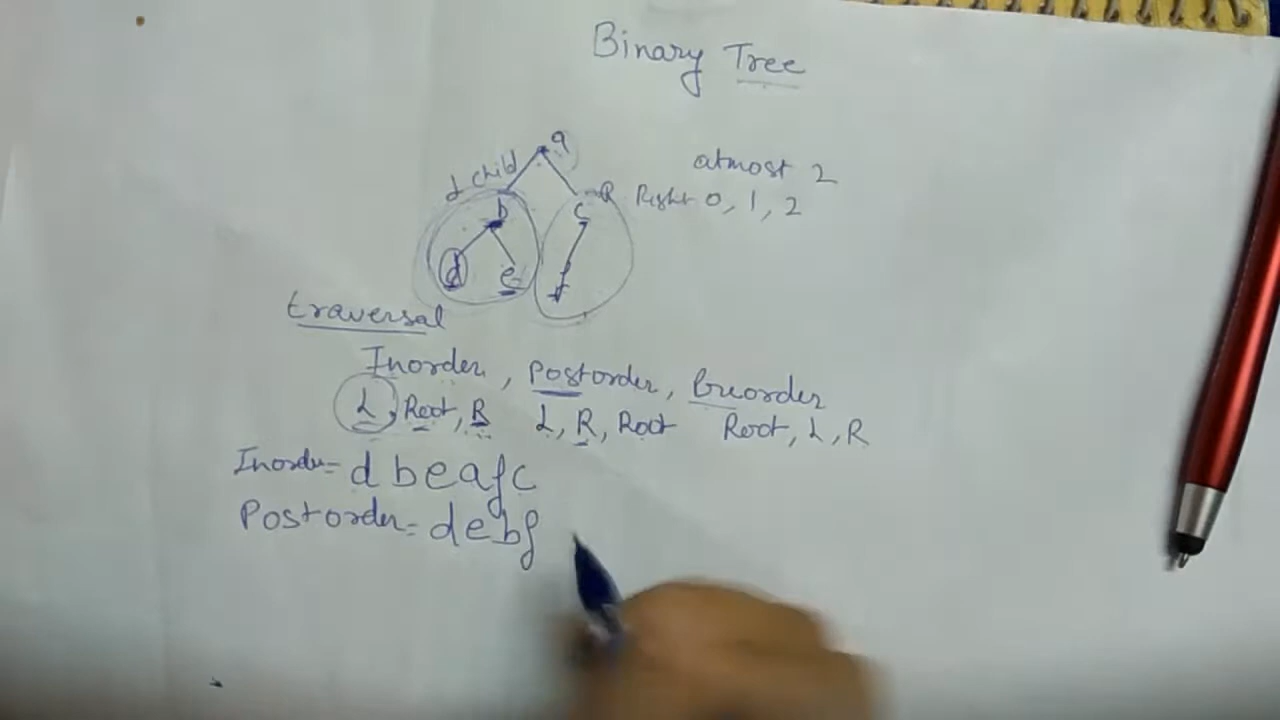 Binary Tree
a
L child
R Right
atmost 2
0, 1, 2
b
c
d
e
f
traversal
Inorder, Postorder, Preorder
L, Root, R L, R, Root Root, L, R
Inorder = d b e a f c
Postorder = d e b f